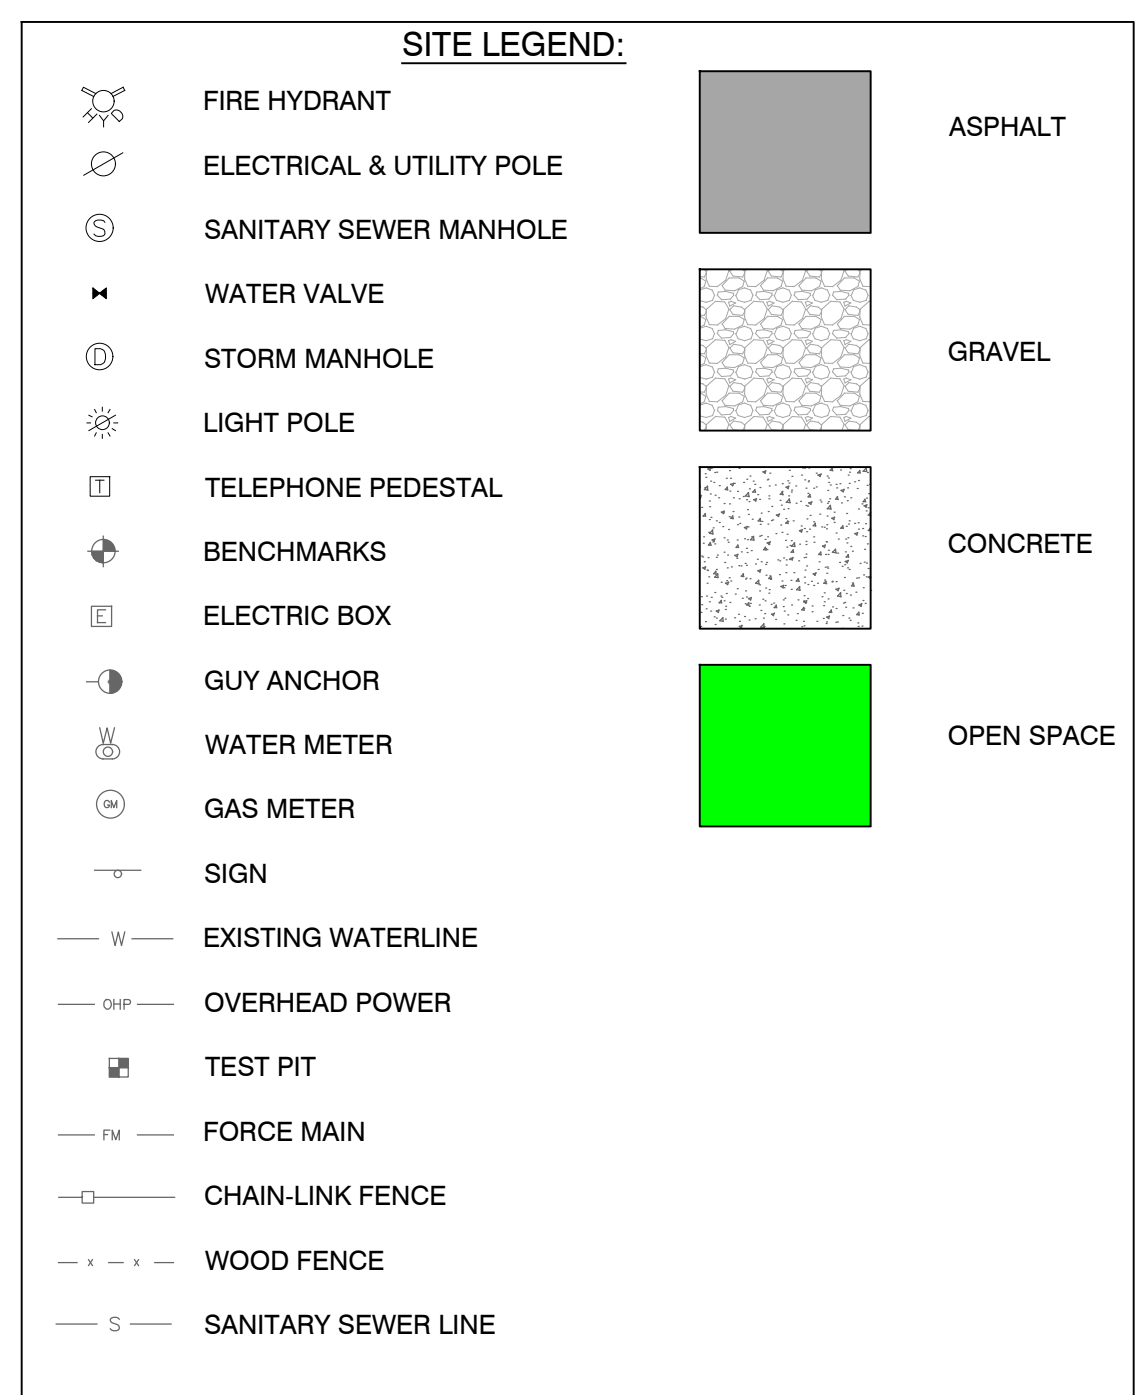 SITE LEGEND:
HYD FIRE HYDRANT
ELECTRICAL & UTILITY POLE
S SANITARY SEWER MANHOLE
WATER VALVE
D STORM MANHOLE
LIGHT POLE
T TELEPHONE PEDESTAL
BENCHMARKS
E ELECTRIC BOX
GUY ANCHOR
W WATER METER
GM GAS METER
SIGN
W EXISTING WATERLINE
OHP OVERHEAD POWER
TEST PIT
FM FORCE MAIN
CHAIN-LINK FENCE
x x WOOD FENCE
S SANITARY SEWER LINE
ASPHALT
GRAVEL
CONCRETE
OPEN SPACE